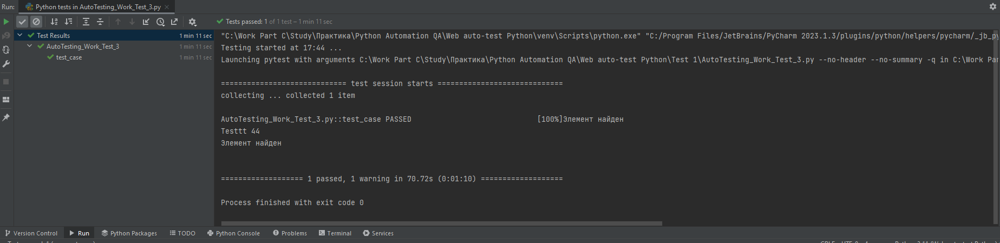 Run: Python tests in AutoTesting_Work_Test_3.py
Tests passed: 1 of 1 test – 1 min 11 sec
Test Results 1 min 11 sec
AutoTesting_Work_Test_3 1 min 11 sec
test_case 1 min 11 sec
"C:\Work Part C\Study\Практика\Python Automation QA\Web auto-test Python\venv\Scripts\python.exe" "C:/Program Files/JetBrains/PyCharm 2023.1.3/plugins/python/helpers/pycharm/_jb_py
Testing started at 17:44 ...
Launching pytest with arguments C:\Work Part C\Study\Практика\Python Automation QA\Web auto-test Python\Test 1\AutoTesting_Work_Test_3.py --no-header --no-summary -q in C:\Work Par
============================= test session starts =============================
collecting ... collected 1 item
AutoTesting_Work_Test_3.py::test_case PASSED [100%]Элемент найден
Testtt 44
Элемент найден
=================== 1 passed, 1 warning in 70.72s (0:01:10) ===================
Process finished with exit code 0
Version Control Run Python Packages TODO Python Console Problems Terminal Services